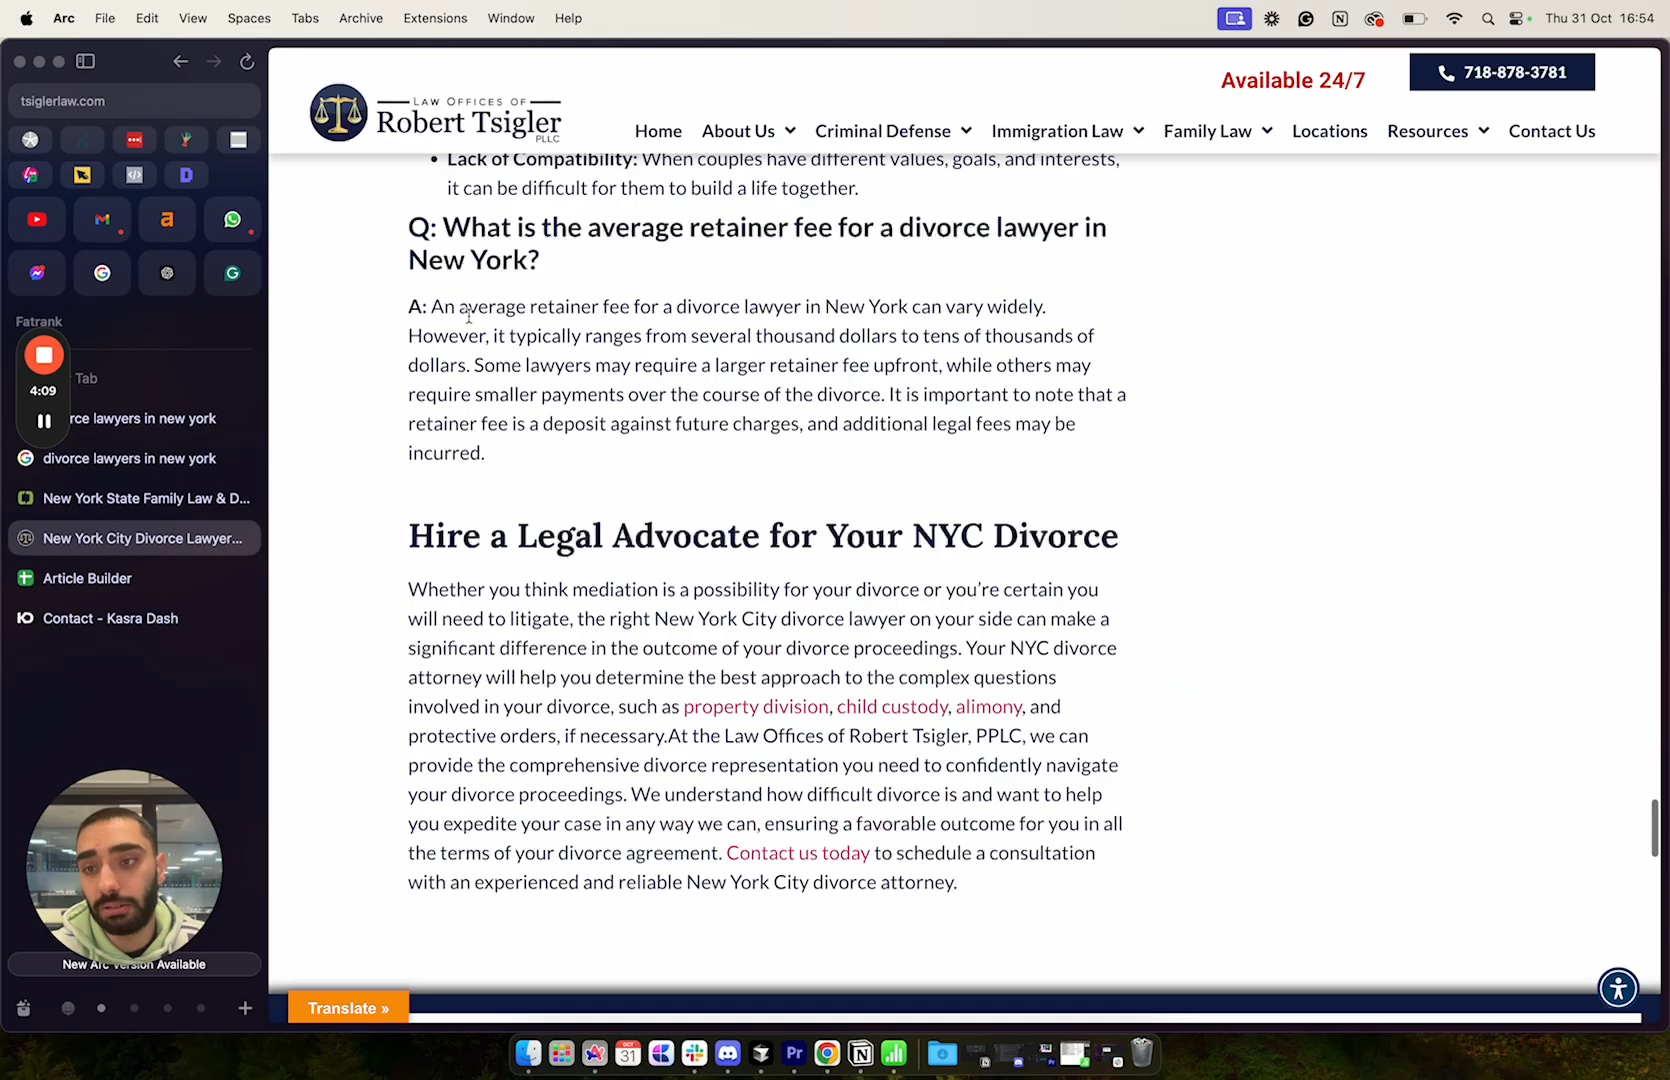 Arc File Edit View Spaces Tabs Archive Extensions Window Help
Thu 31 Oct 16:54
tsiglerlaw.com
Fatrank
4:09
Tab
rce lawyers in new york
divorce lawyers in new york
New York State Family Law & D...
New York City Divorce Lawyer...
Article Builder
Contact – Kasra Dash
New Arc Version Available
LAW OFFICES OF
Robert Tsigler
PLLC
Available 24/7
718-878-3781
Home About Us Criminal Defense Immigration Law Family Law Locations Resources Contact Us
• Lack of Compatibility: When couples have different values, goals, and interests,
it can be difficult for them to build a life together.
Q: What is the average retainer fee for a divorce lawyer in
New York?
A: An average retainer fee for a divorce lawyer in New York can vary widely.
However, it typically ranges from several thousand dollars to tens of thousands of
dollars. Some lawyers may require a larger retainer fee upfront, while others may
require smaller payments over the course of the divorce. It is important to note that a
retainer fee is a deposit against future charges, and additional legal fees may be
incurred.
Hire a Legal Advocate for Your NYC Divorce
Whether you think mediation is a possibility for your divorce or you’re certain you
will need to litigate, the right New York City divorce lawyer on your side can make a
significant difference in the outcome of your divorce proceedings. Your NYC divorce
attorney will help you determine the best approach to the complex questions
involved in your divorce, such as property division, child custody, alimony, and
protective orders, if necessary.At the Law Offices of Robert Tsigler, PPLC, we can
provide the comprehensive divorce representation you need to confidently navigate
your divorce proceedings. We understand how difficult divorce is and want to help
you expedite your case in any way we can, ensuring a favorable outcome for you in all
the terms of your divorce agreement. Contact us today to schedule a consultation
with an experienced and reliable New York City divorce attorney.
Translate »
OCT
31
Pr